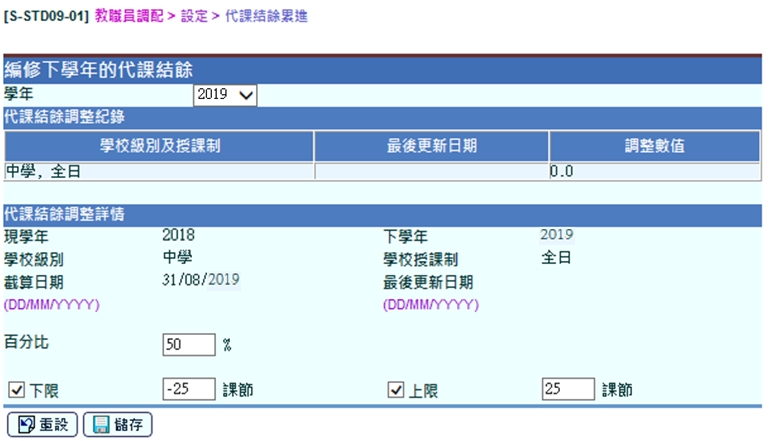 [S-STD09-01] 教職員調配 > 設定 > 代課結餘累進
編修下學年的代課結餘
學年 2019
代課結餘調整紀錄
學校級別及授課制 最後更新日期 調整數值
中學, 全日 0.0
代課結餘調整詳情
現學年 2018 下學年 2019
學校級別 中學 學校授課制 全日
截算日期 31/08/2019 最後更新日期
(DD/MM/YYYY) (DD/MM/YYYY)
百分比 50 %
下限 -25 課節 上限 25 課節
重設 儲存